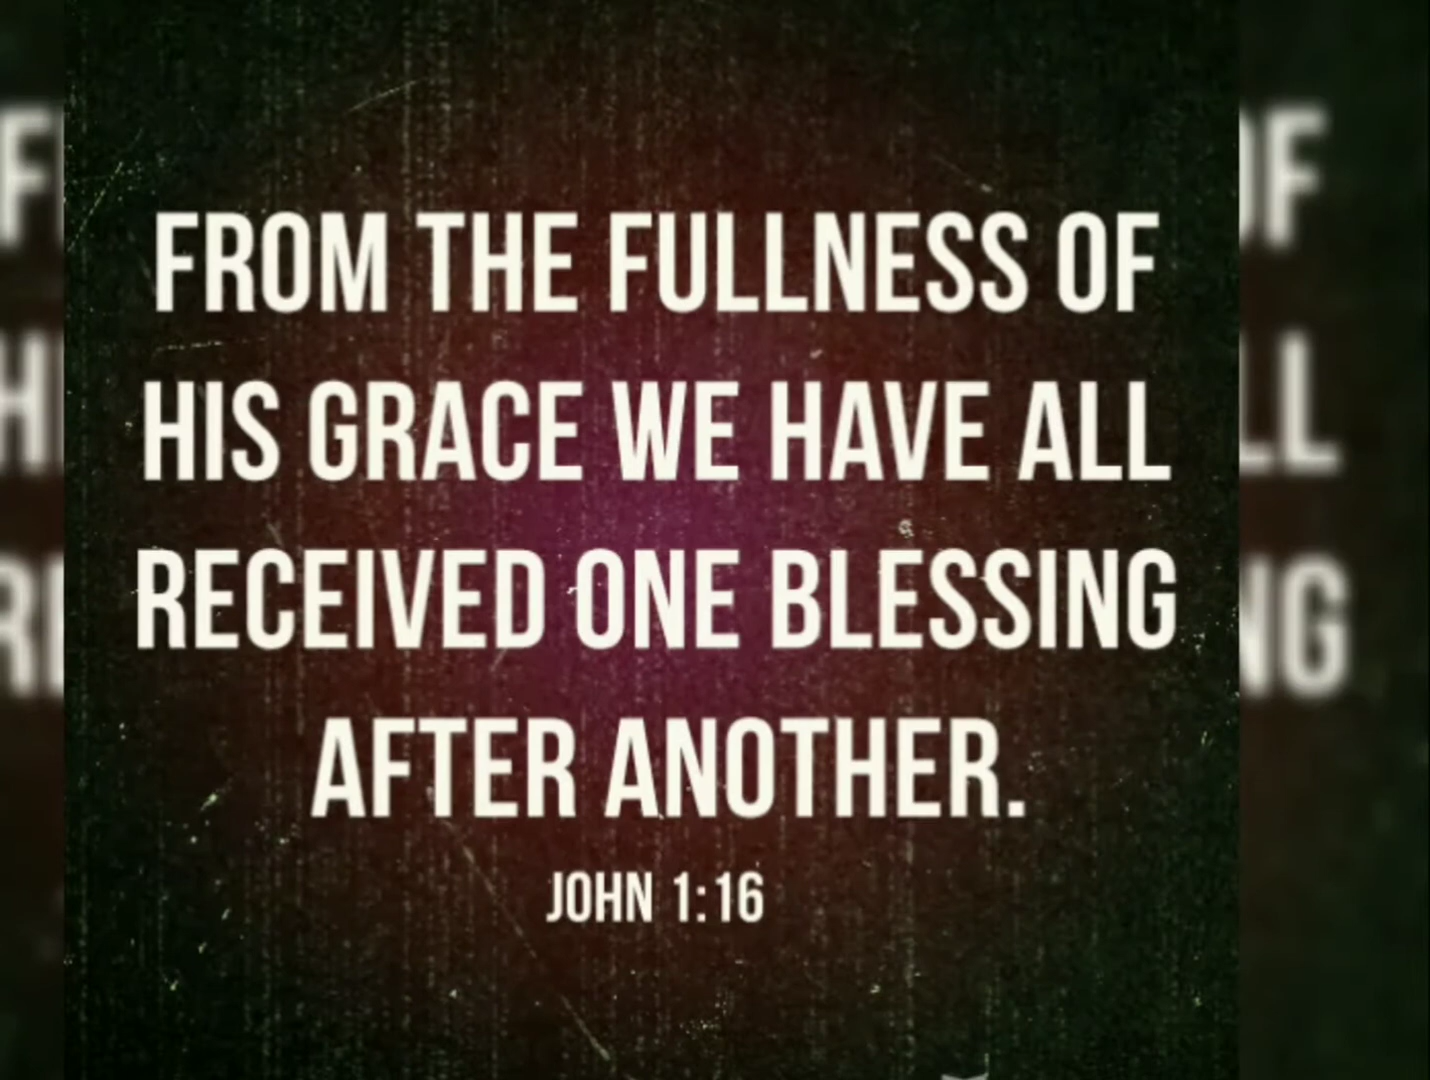 FROM THE FULLNESS OF
HIS GRACE WE HAVE ALL
RECEIVED ONE BLESSING
AFTER ANOTHER.
JOHN 1:16